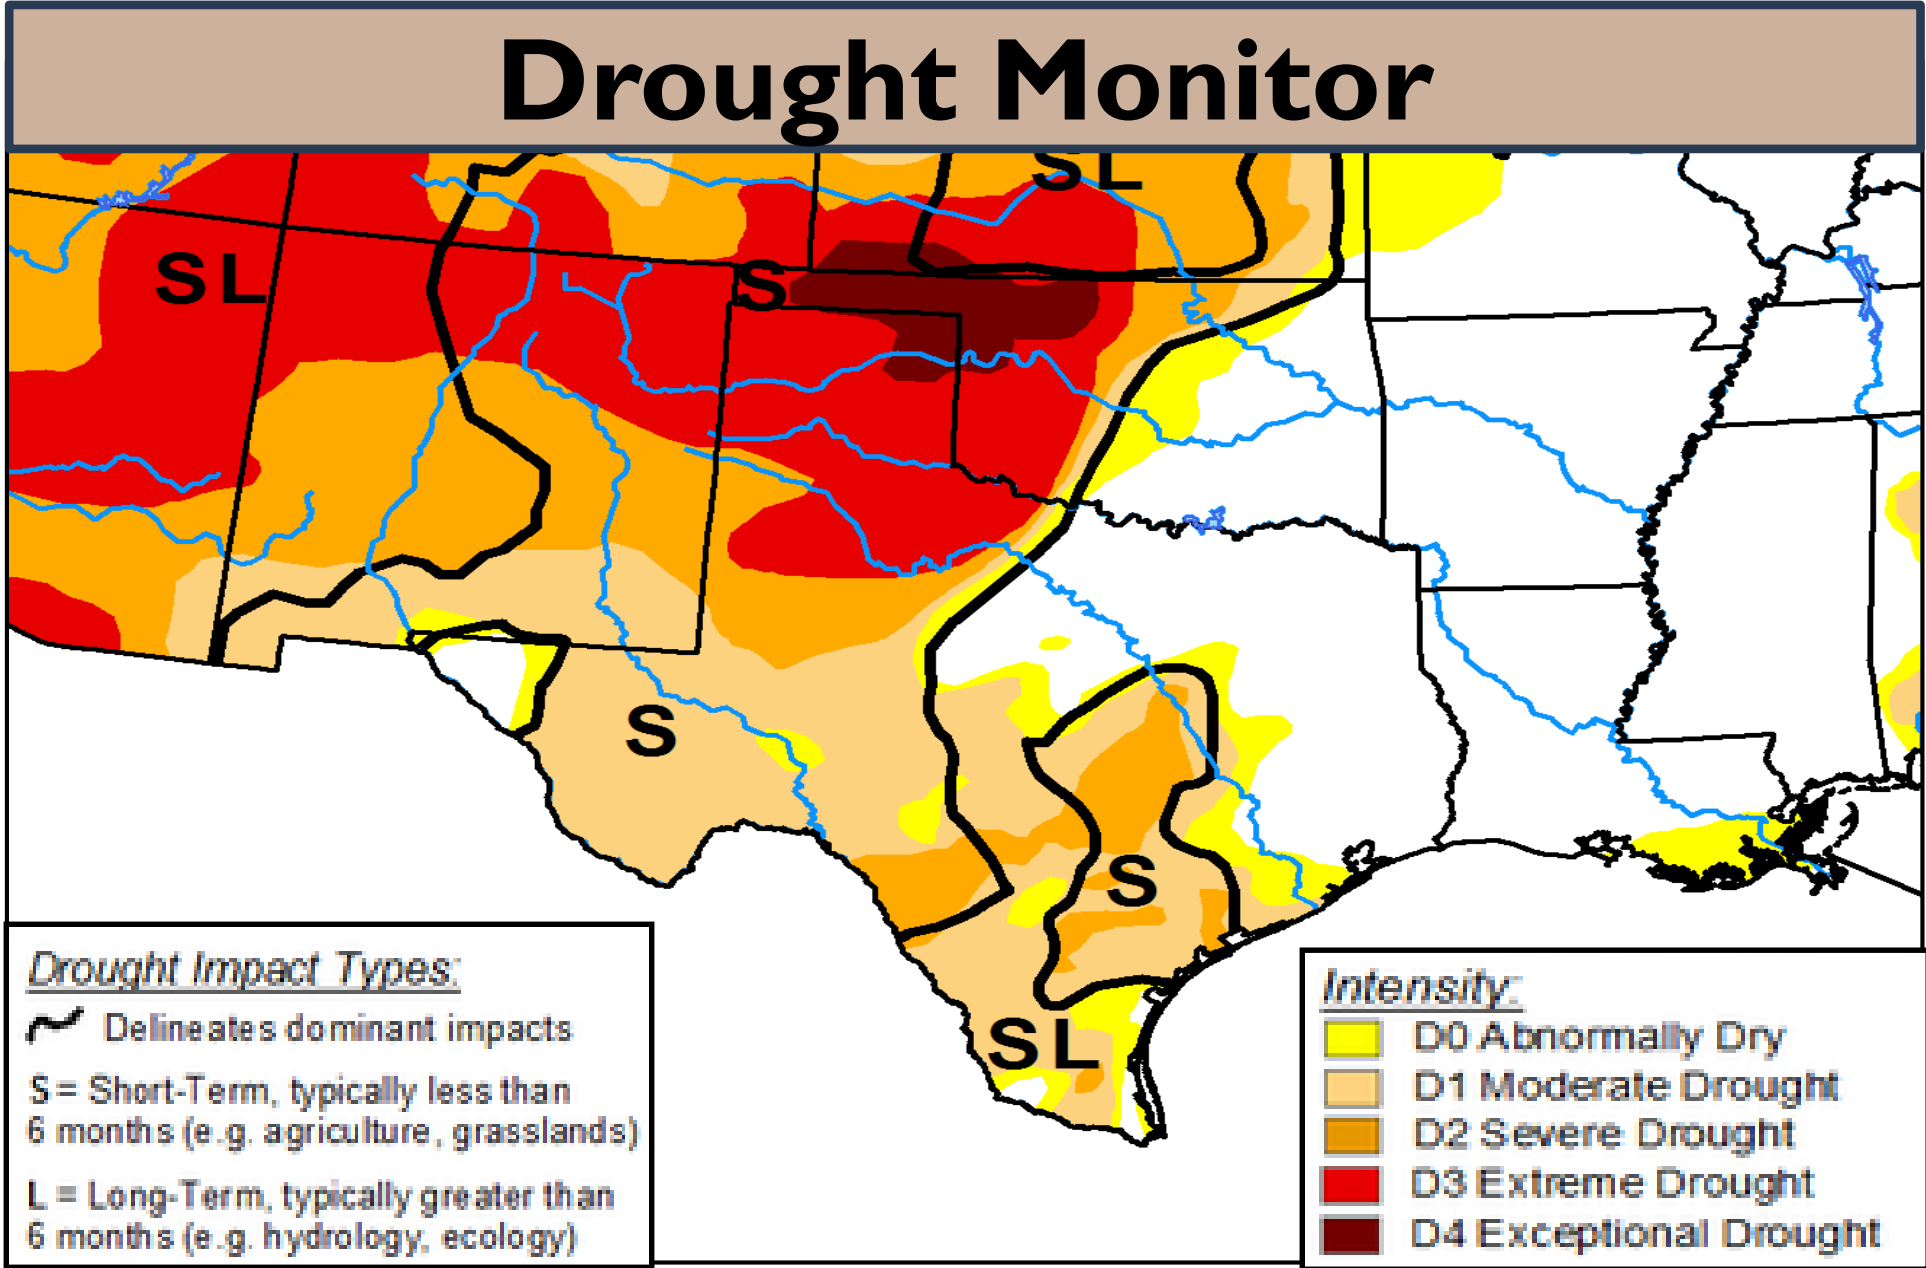 Drought Monitor
SL
SL
S
S
S
SL
Drought Impact Types:
Delineates dominant impacts
S = Short-Term, typically less than
6 months (e.g. agriculture, grasslands)
L = Long-Term, typically greater than
6 months (e.g. hydrology, ecology)
Intensity:
D0 Abnormally Dry
D1 Moderate Drought
D2 Severe Drought
D3 Extreme Drought
D4 Exceptional Drought